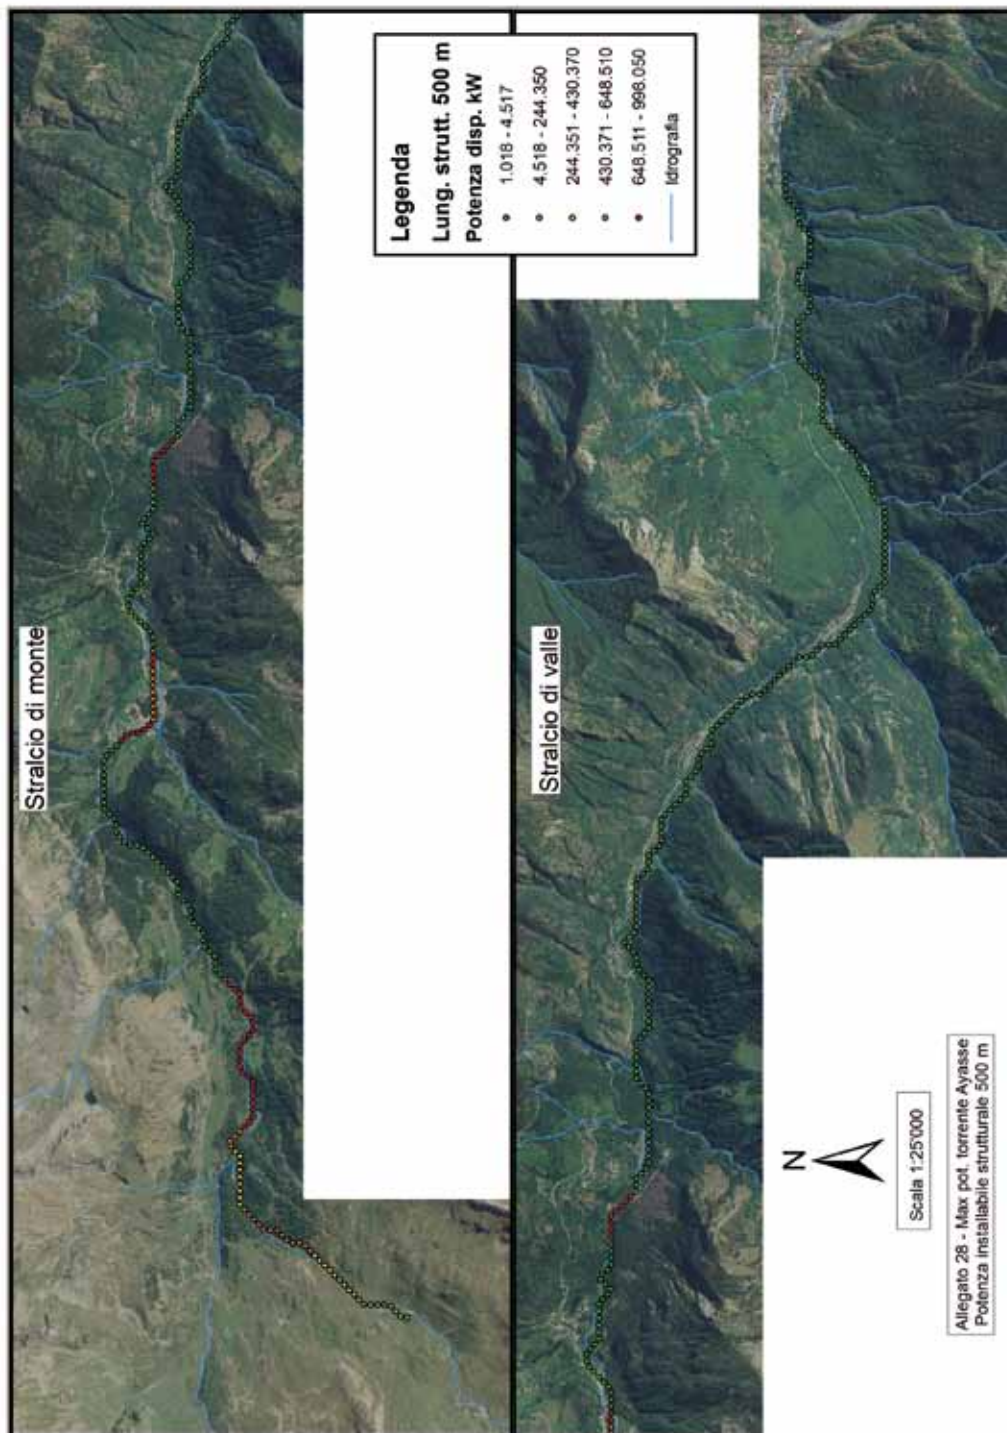 Stralcio di monte
Legenda
Lung. strutt. 500 m
Potenza disp. kW
1.018 - 4.517
4.518 - 244.350
244.351 - 430.370
430.371 - 648.510
648.511 - 998.050
Idrografia
Stralcio di valle
N
Scala 1:25'000
Allegato 28 - Max pot. torrente Ayasse
Potenza installabile strutturale 500 m